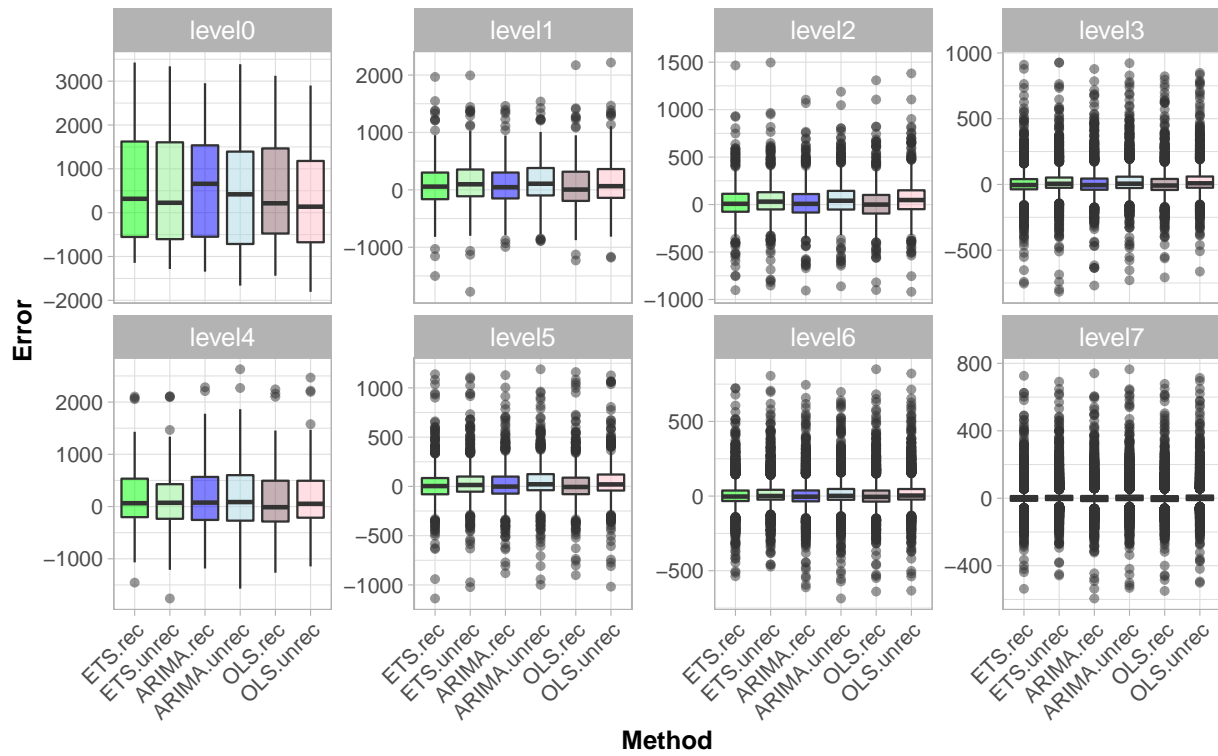 level0
level1
level2
level3
3000
2000
1000
0
−1000
−2000
2000
1000
0
−1000
1500
1000
500
0
−500
−1000
1000
500
0
−500
level4
level5
level6
level7
2000
1000
0
−1000
1000
500
0
−500
−1000
500
0
−500
800
400
0
−400
Error
ETS.rec
ETS.unrec
ARIMA.rec
ARIMA.unrec
OLS.rec
OLS.unrec
ETS.rec
ETS.unrec
ARIMA.rec
ARIMA.unrec
OLS.rec
OLS.unrec
ETS.rec
ETS.unrec
ARIMA.rec
ARIMA.unrec
OLS.rec
OLS.unrec
ETS.rec
ETS.unrec
ARIMA.rec
ARIMA.unrec
OLS.rec
OLS.unrec
Method